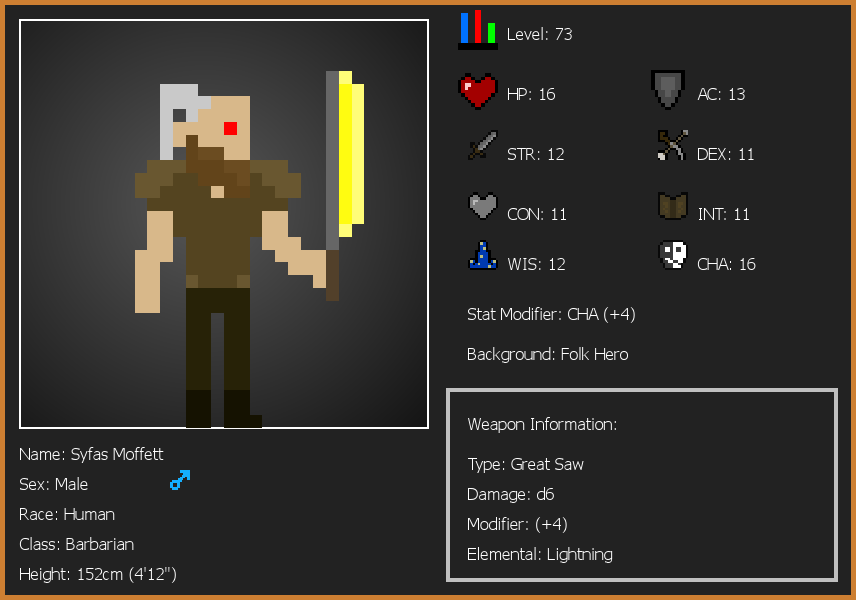 Level: 73
HP: 16
AC: 13
STR: 12
DEX: 11
CON: 11
INT: 11
WIS: 12
CHA: 16
Stat Modifier: CHA (+4)
Background: Folk Hero
Weapon Information:
Type: Great Saw
Damage: d6
Modifier: (+4)
Elemental: Lightning
Name: Syfas Moffett
Sex: Male
Race: Human
Class: Barbarian
Height: 152cm (4'12")